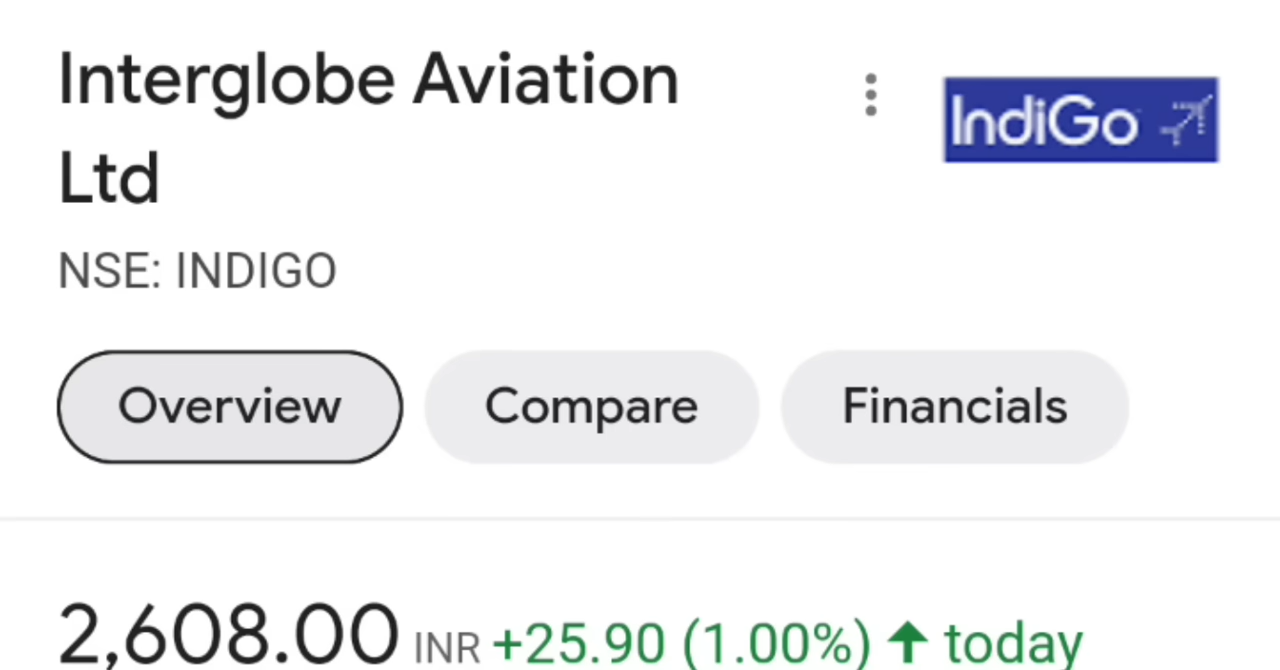 Interglobe Aviation
Ltd
IndiGo
NSE: INDIGO
Overview
Compare
Financials
2,608.00 INR +25.90 (1.00%) ↑ today